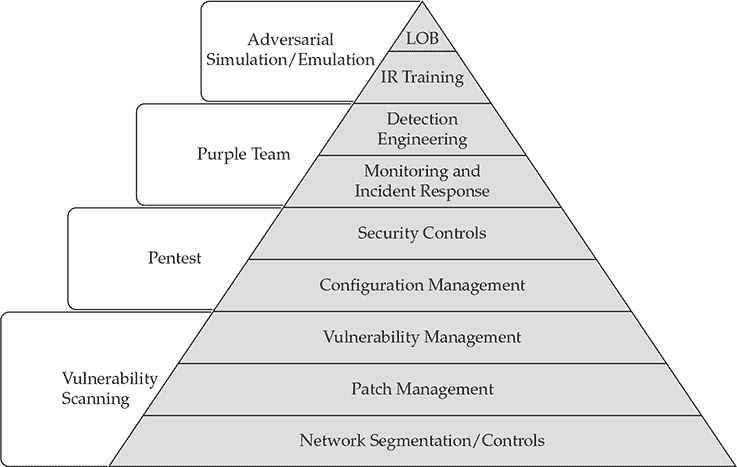 Adversarial
Simulation/Emulation
LOB
IR Training
Purple Team
Detection
Engineering
Monitoring and
Incident Response
Pentest
Security Controls
Configuration Management
Vulnerability
Scanning
Vulnerability Management
Patch Management
Network Segmentation/Controls